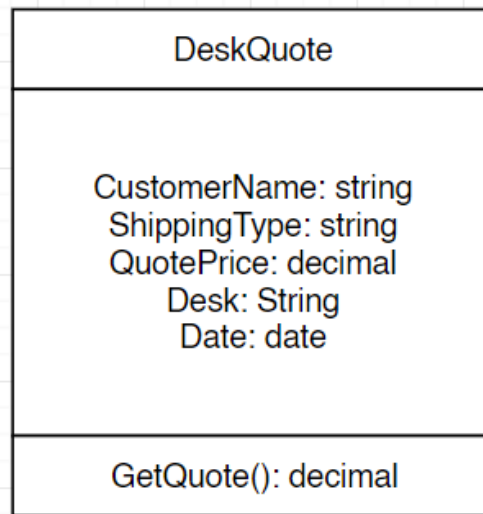 DeskQuote
CustomerName: string
ShippingType: string
QuotePrice: decimal
Desk: String
Date: date
GetQuote(): decimal